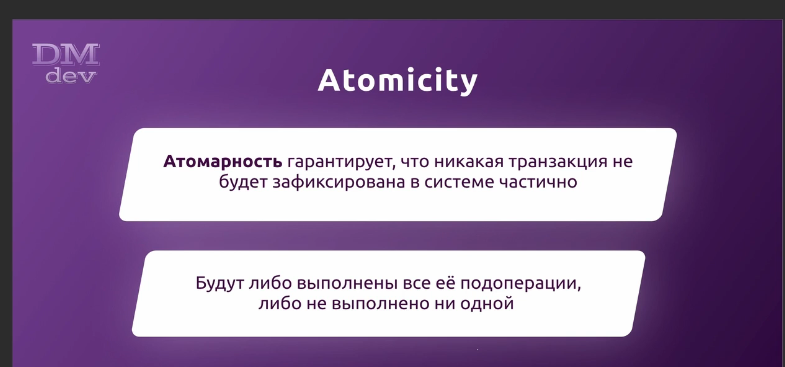 DM
dev
Atomicity
Атомарность гарантирует, что никакая транзакция не
будет зафиксирована в системе частично
Будут либо выполнены все её подоперации,
либо не выполнено ни одной